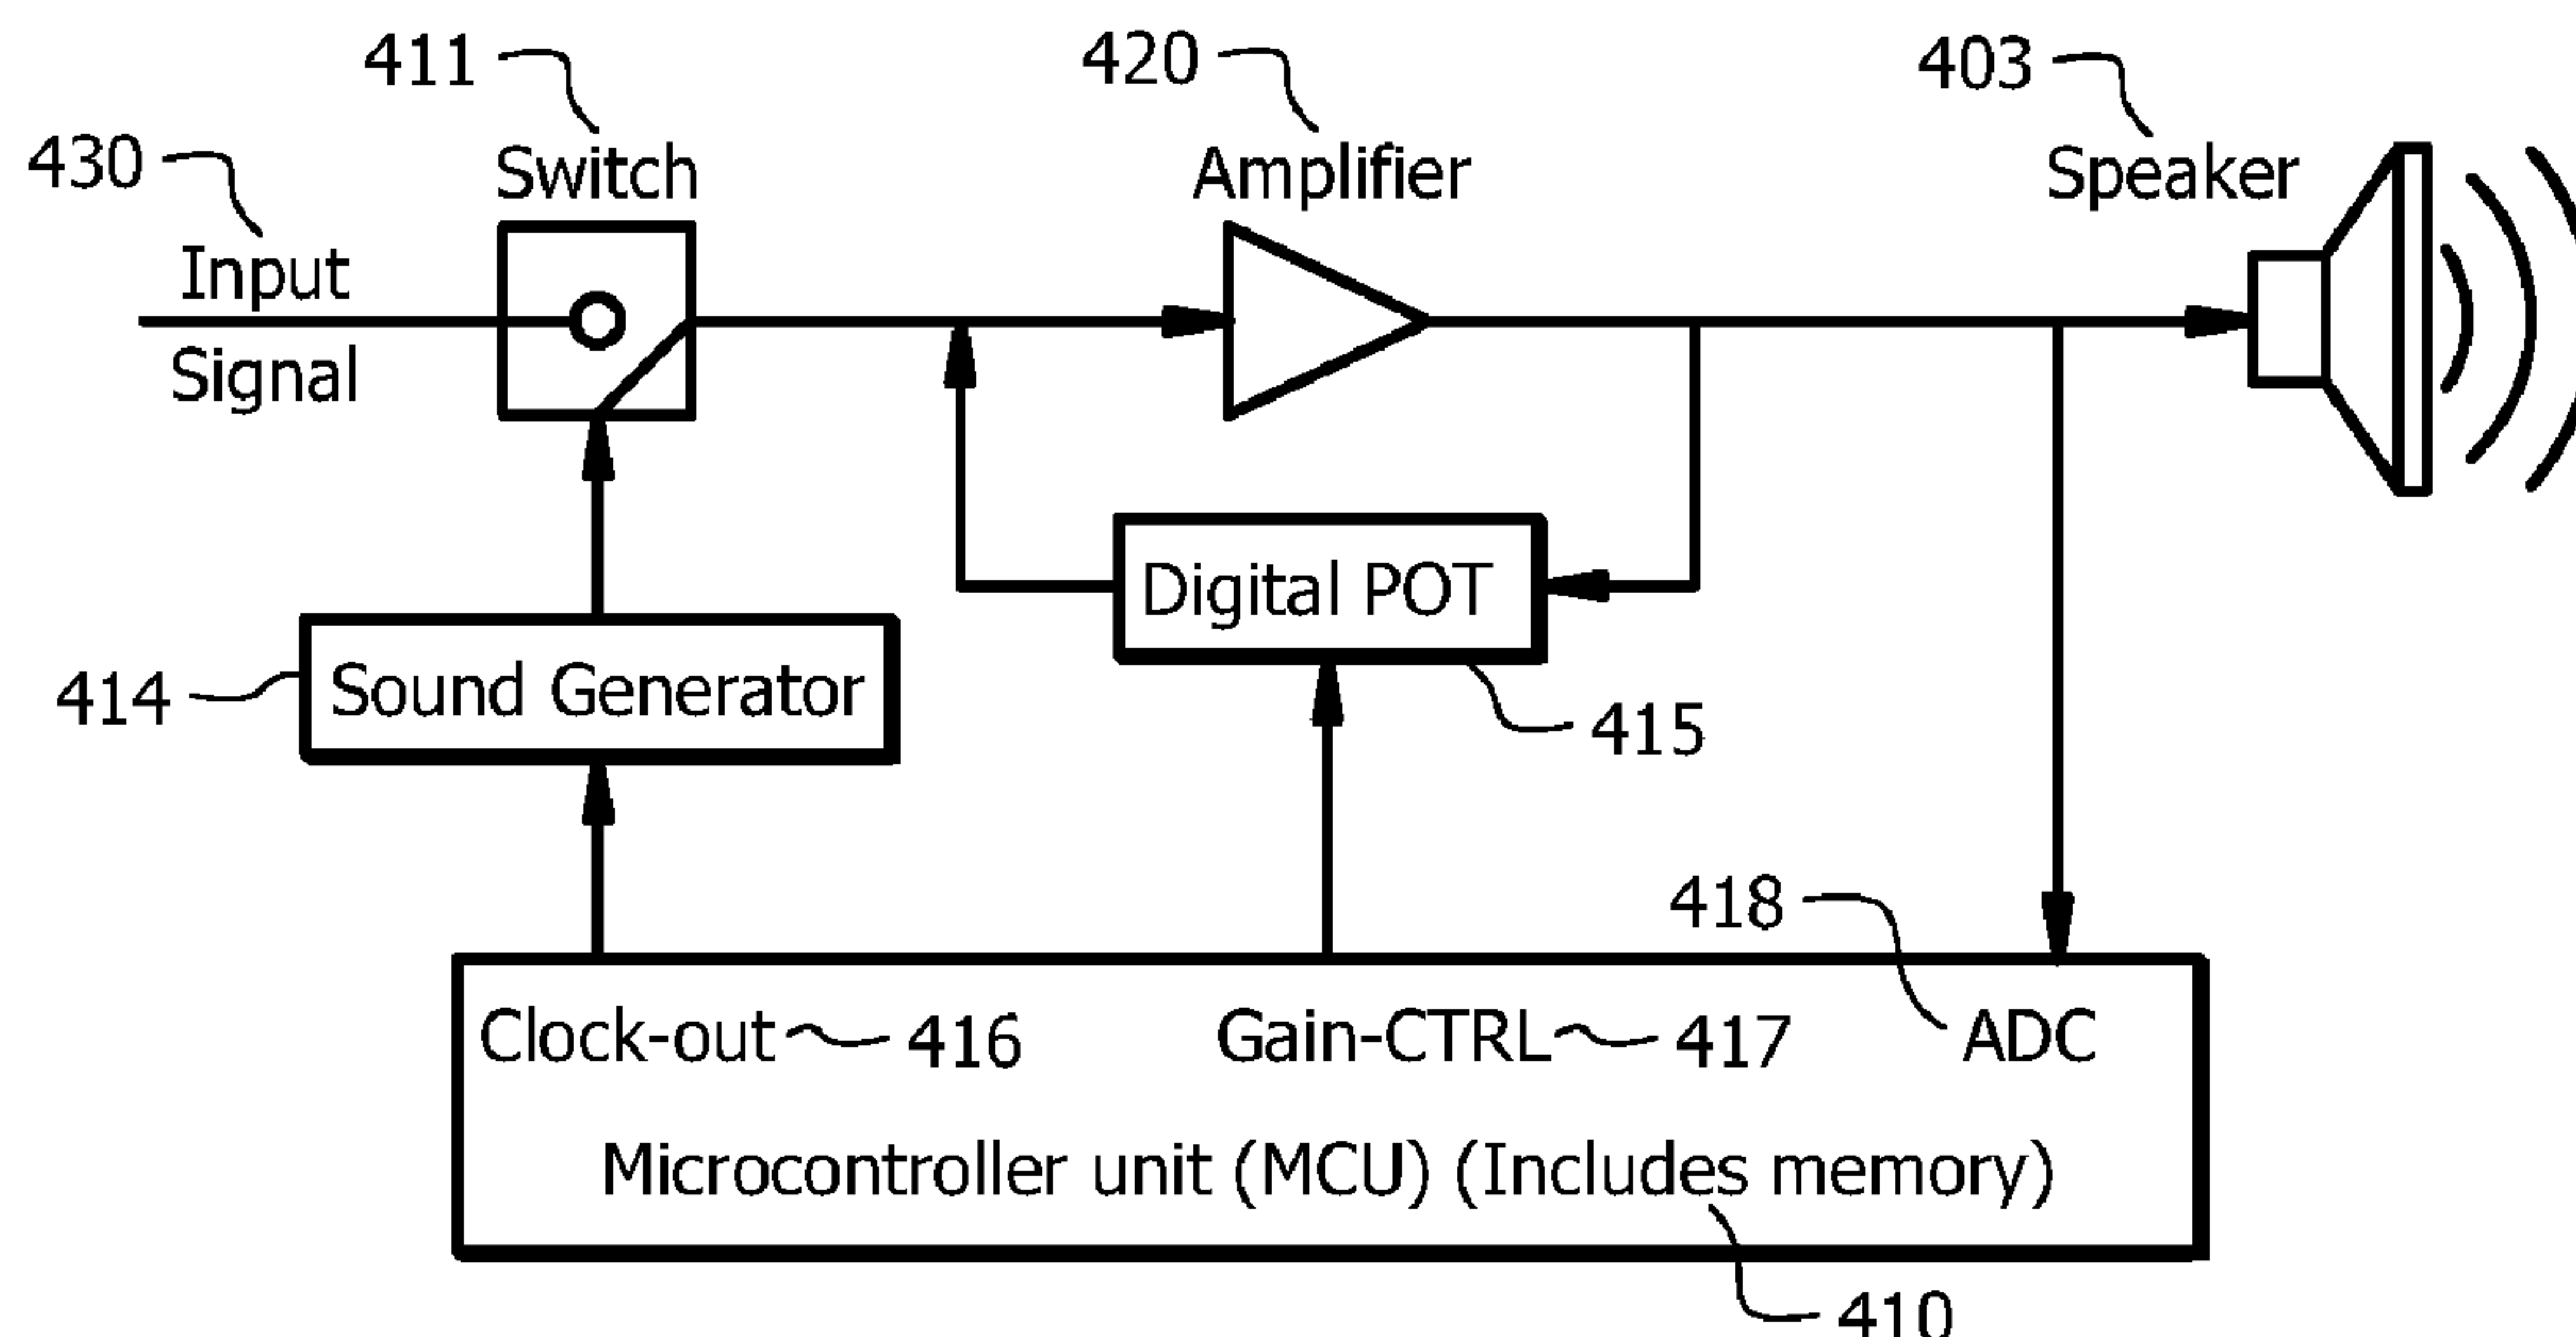 411
420
403
430
Switch
Amplifier
Speaker
Input
Signal
Digital POT
414
Sound Generator
415
418
Clock-out
416
Gain-CTRL
417
ADC
Microcontroller unit (MCU) (Includes memory)
410